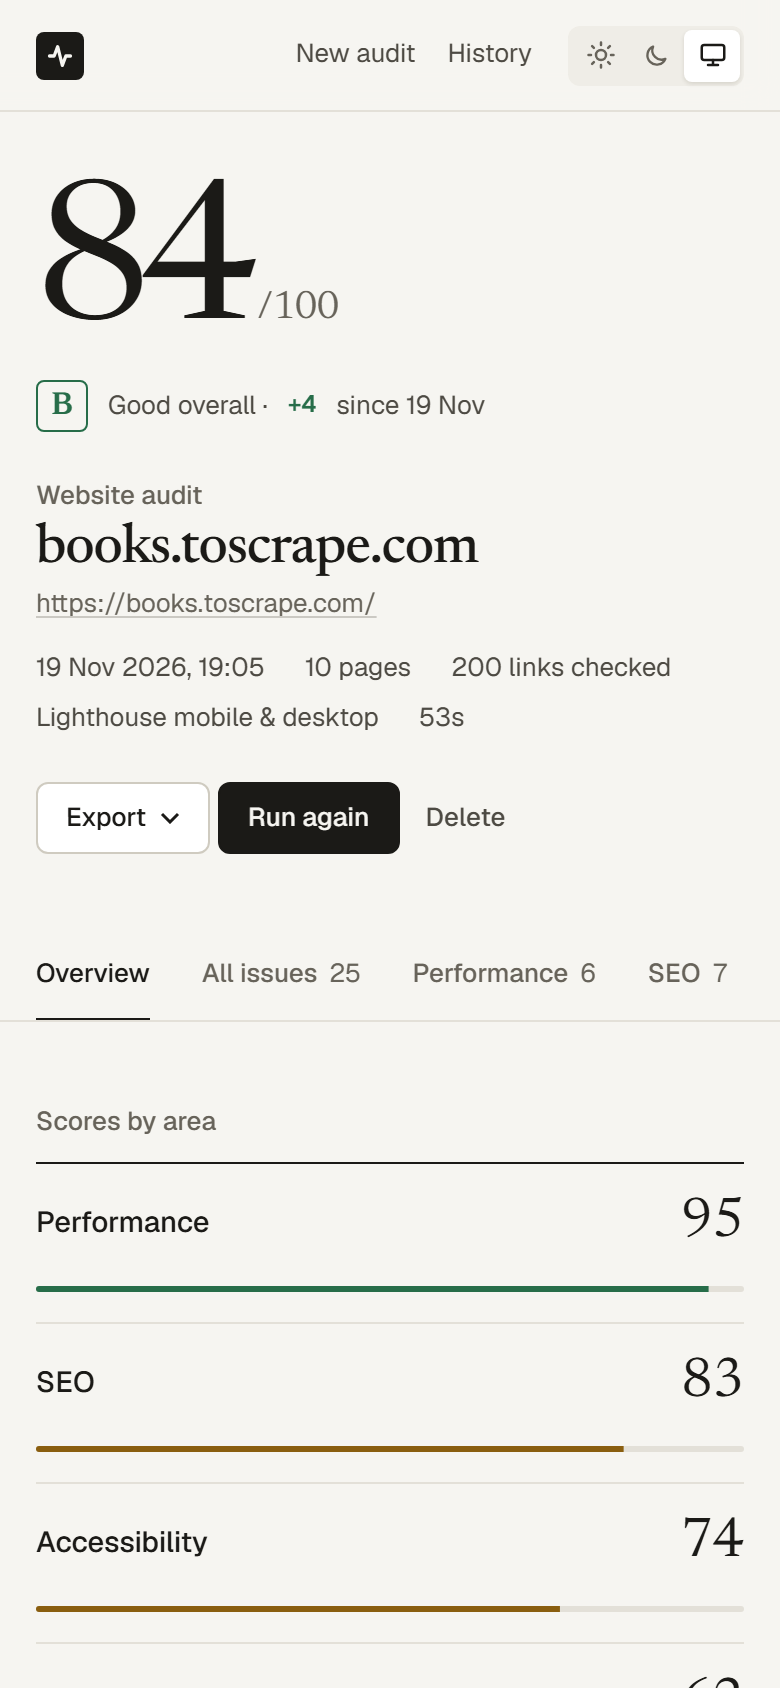 New audit History
84/100
B Good overall · +4 since 19 Nov
Website audit
books.toscrape.com
https://books.toscrape.com/
19 Nov 2026, 19:05 10 pages 200 links checked
Lighthouse mobile & desktop 53s
Export Run again Delete
Overview All issues 25 Performance 6 SEO 7
Scores by area
Performance 95
SEO 83
Accessibility 74